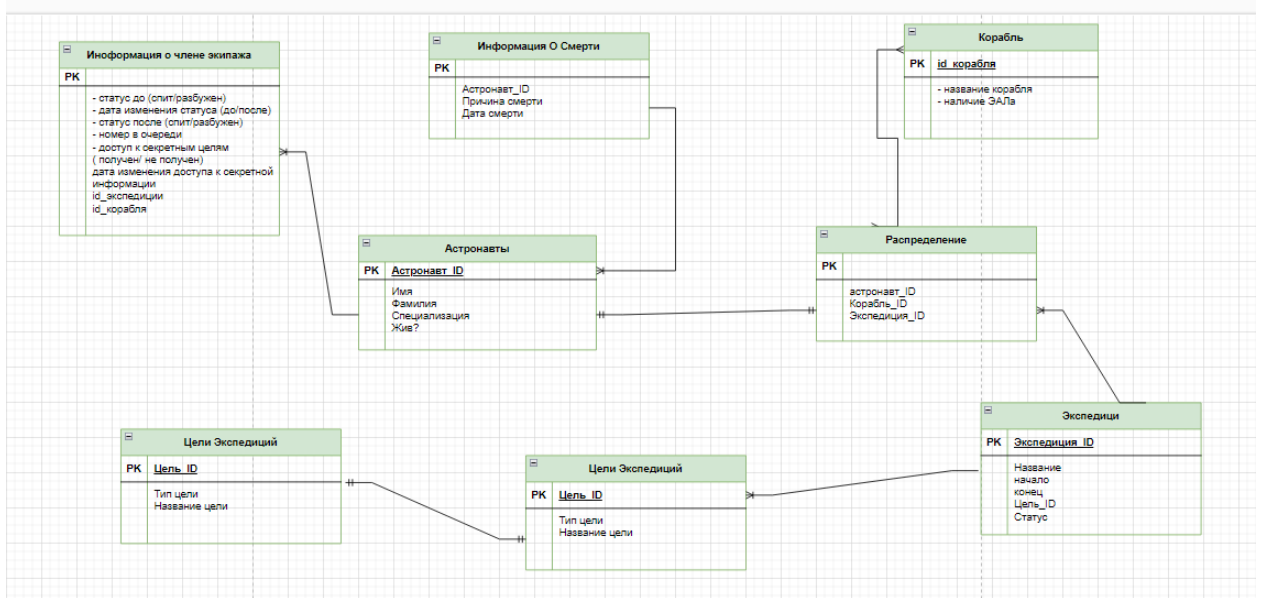 Иноформация о члене экипажа
PK
- статус до (спит/разбужен)
- дата изменения статуса (до/после)
- статус после (спит/разбужен)
- номер в очереди
- доступ к секретным целям
( получен/ не получен)
дата изменения доступа к секретной
информации
id_экспедиции
id_корабля
Информация О Смерти
PK
Астронавт_ID
Причина смерти
Дата смерти
Корабль
PK id_корабля
- название корабля
- наличие ЭАЛа
Астронавты
PK Астронавт_ID
Имя
Фамилия
Специализация
Жив?
Распределение
PK
астронавт_ID
Корабль_ID
Экспедиция_ID
Цели Экспедиций
PK Цель_ID
Тип цели
Название цели
Цели Экспедиций
PK Цель_ID
Тип цели
Название цели
Экспедици
PK Экспедиция_ID
Название
начало
конец
Цель_ID
Статус